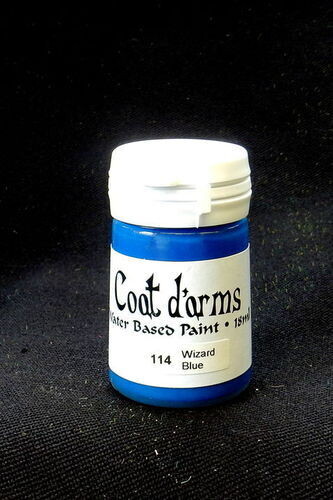 Coat d'arms
Water Based Paint • 18ml
114 Wizard
Blue